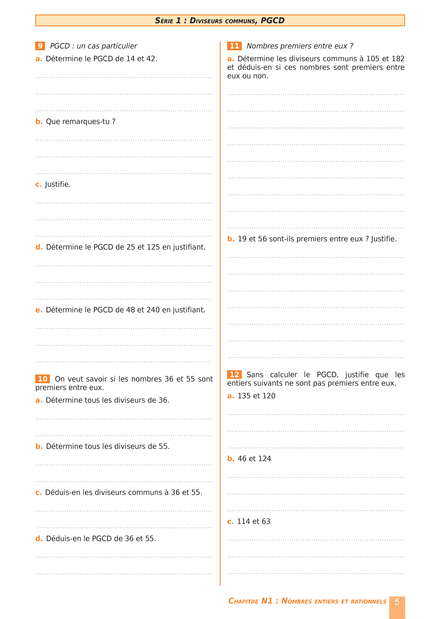 SÉRIE 1 : DIVISEURS COMMUNS, PGCD
9 PGCD : un cas particulier
a. Détermine le PGCD de 14 et 42.
b. Que remarques-tu ?
c. Justifie.
d. Détermine le PGCD de 25 et 125 en justifiant.
e. Détermine le PGCD de 48 et 240 en justifiant.
10 On veut savoir si les nombres 36 et 55 sont
premiers entre eux.
a. Détermine tous les diviseurs de 36.
b. Détermine tous les diviseurs de 55.
c. Déduis-en les diviseurs communs à 36 et 55.
d. Déduis-en le PGCD de 36 et 55.
11 Nombres premiers entre eux ?
a. Détermine les diviseurs communs à 105 et 182
et déduis-en si ces nombres sont premiers entre
eux ou non.
b. 19 et 56 sont-ils premiers entre eux ? Justifie.
12 Sans calculer le PGCD, justifie que les
entiers suivants ne sont pas premiers entre eux.
a. 135 et 120
b. 46 et 124
c. 114 et 63
CHAPITRE N1 : NOMBRES ENTIERS ET RATIONNELS 5